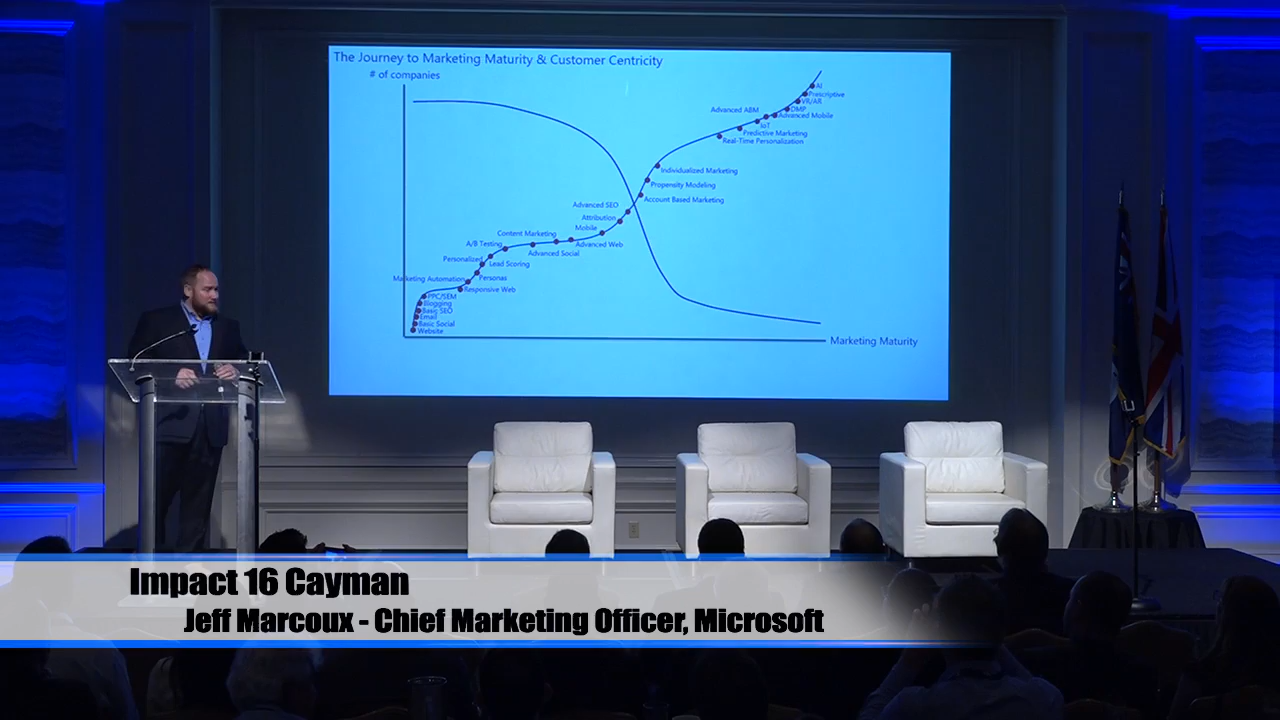 The Journey to Marketing Maturity & Customer Centricity
# of companies
AI
Prescriptive
VR/AR
DMP
Advanced ABM
Advanced Mobile
IoT
Predictive Marketing
Real-Time Personalization
Individualized Marketing
Propensity Modeling
Account Based Marketing
Advanced SEO
Attribution
Mobile
Content Marketing
Advanced Web
A/B Testing
Advanced Social
Personalized
Lead Scoring
Marketing Automation
Personas
Responsive Web
PPC/SEM
Blogging
Basic SEO
Email
Basic Social
Website
Marketing Maturity
Impact 16 Cayman
Jeff Marcoux - Chief Marketing Officer, Microsoft